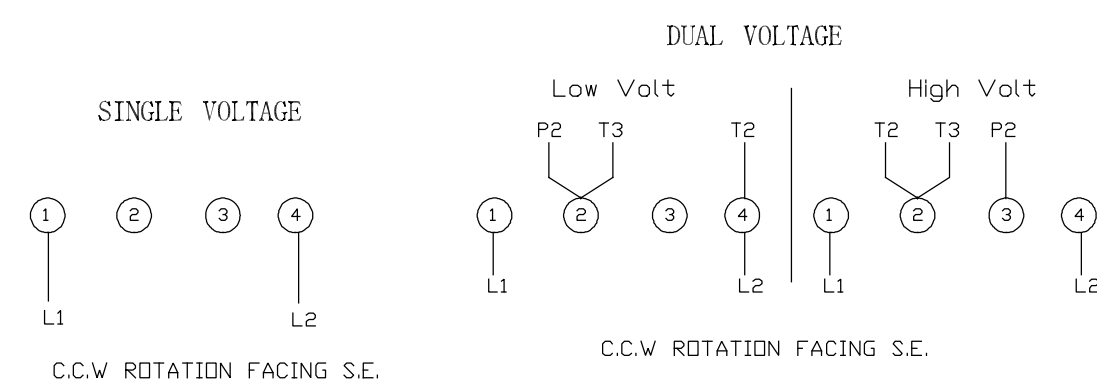 SINGLE VOLTAGE
1 2 3 4
L1 L2
C.C.W ROTATION FACING S.E.
DUAL VOLTAGE
Low Volt
P2 T3 T2
1 2 3 4
L1 L2
High Volt
T2 T3 P2
1 2 3 4
L1 L2
C.C.W ROTATION FACING S.E.